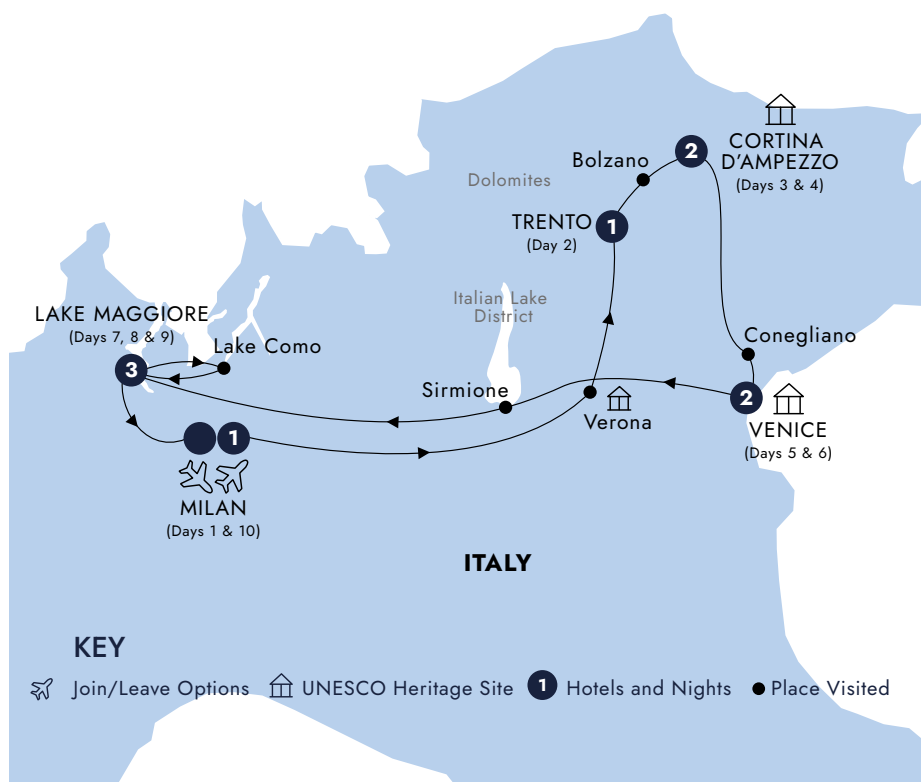 CORTINA
D'AMPEZZO
(Days 3 & 4)
2
Bolzano
Dolomites
TRENTO
(Day 2)
1
Italian Lake
District
LAKE MAGGIORE
(Days 7, 8 & 9)
3
Lake Como
Conegliano
Sirmione
Verona
2
VENICE
(Days 5 & 6)
1
MILAN
(Days 1 & 10)
ITALY
KEY
Join/Leave Options UNESCO Heritage Site 1 Hotels and Nights Place Visited